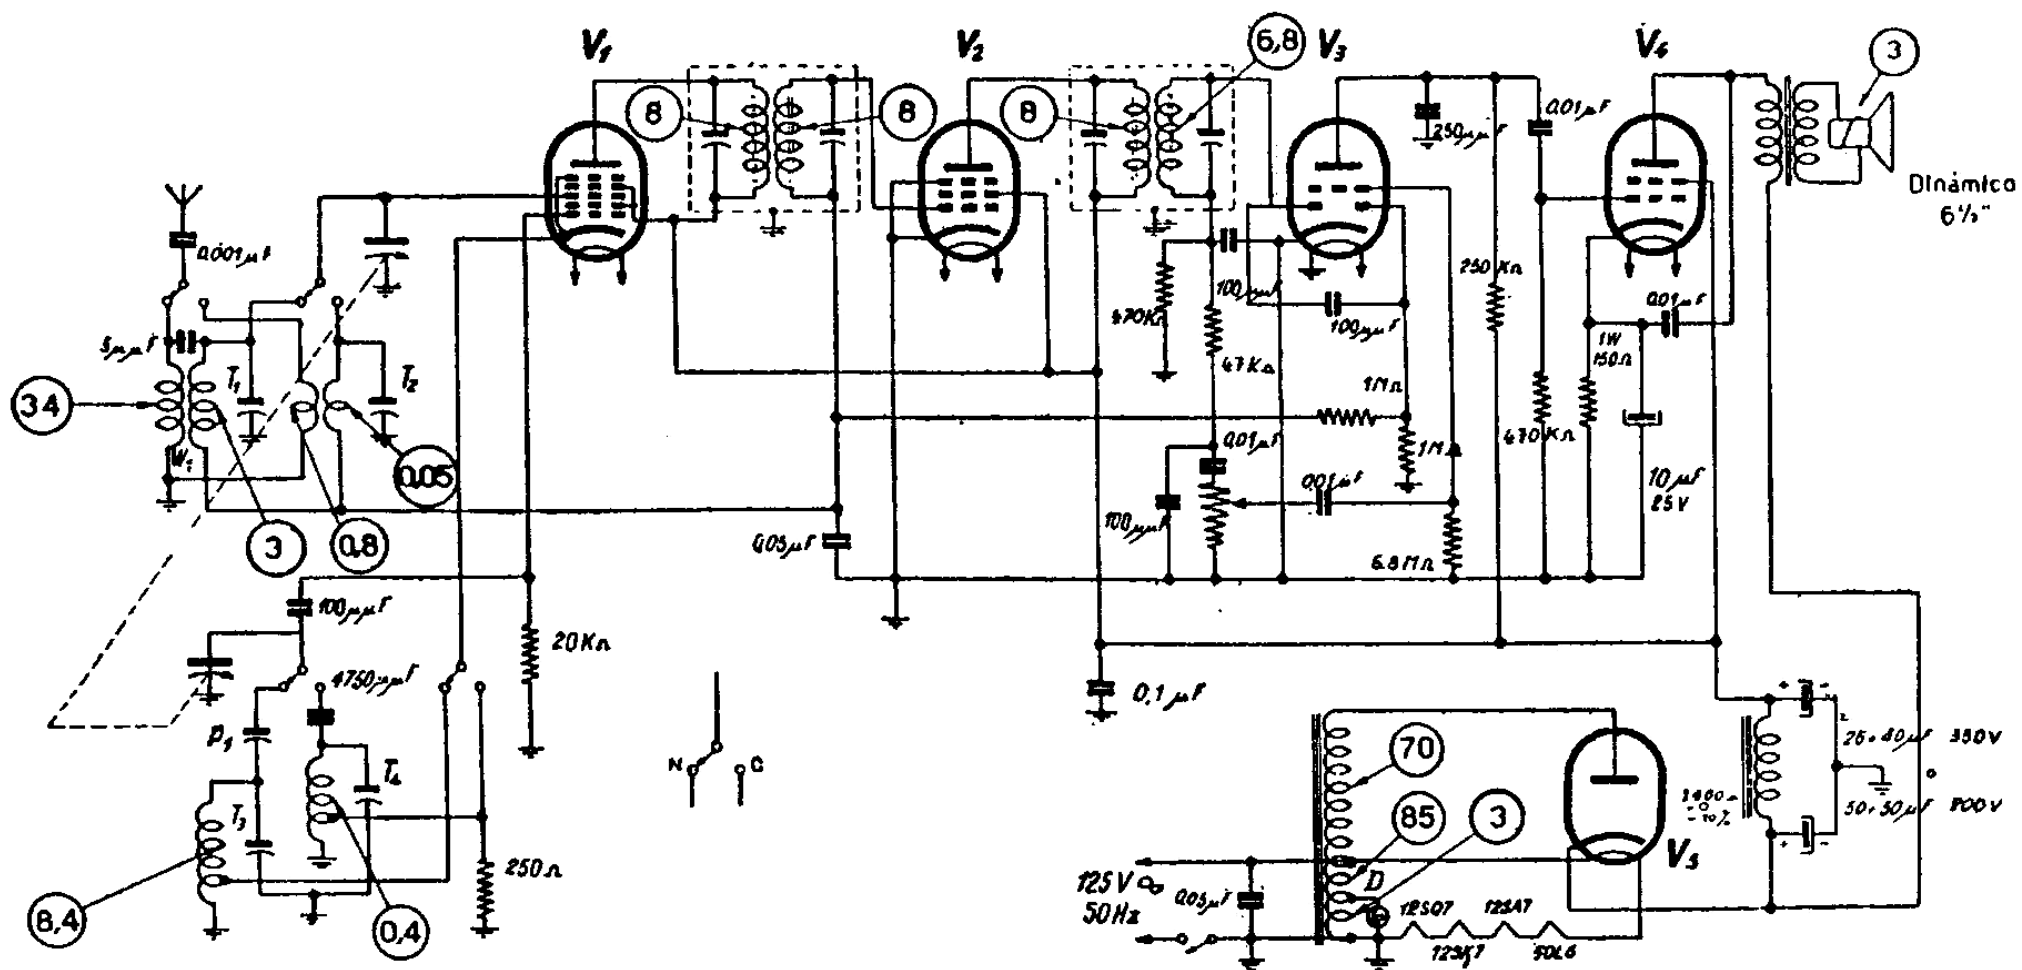 V1
V2
V3
V4
8
8
8
6,8
3
0,01µF
250µµF
Dinámico
6½"
0,001µF
5µµF
T1
T2
34
W1
0,05
3
0,8
470KΩ
100µµF
47KΩ
100µµF
1MΩ
1MΩ
250KΩ
470KΩ
1W
150Ω
0,01µF
10µF
25V
0,01µF
0,01µF
100µµF
6.8MΩ
0,05µF
100µµF
20KΩ
4750µµF
P1
T3
T4
250Ω
8,4
0,4
N
C
0,1µF
70
85
3
D
V5
125V
50Hz
0,05µF
12SQ7
12SA7
12SK7
50L6
350V
o
50+50µF